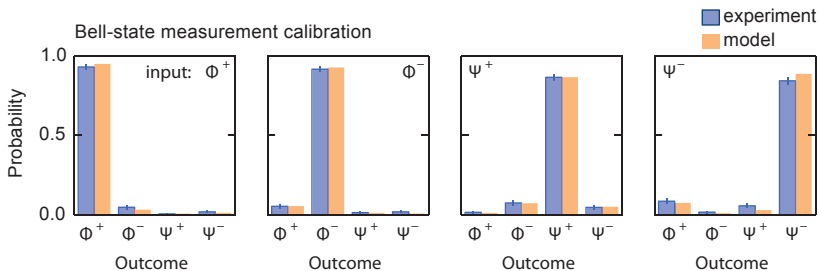 Bell-state measurement calibration
experiment
model
Probability
1.0
0.5
0.0
input: Φ⁺
Φ⁻
Ψ⁺
Ψ⁻
Φ⁺ Φ⁻ Ψ⁺ Ψ⁻
Φ⁺ Φ⁻ Ψ⁺ Ψ⁻
Φ⁺ Φ⁻ Ψ⁺ Ψ⁻
Φ⁺ Φ⁻ Ψ⁺ Ψ⁻
Outcome
Outcome
Outcome
Outcome